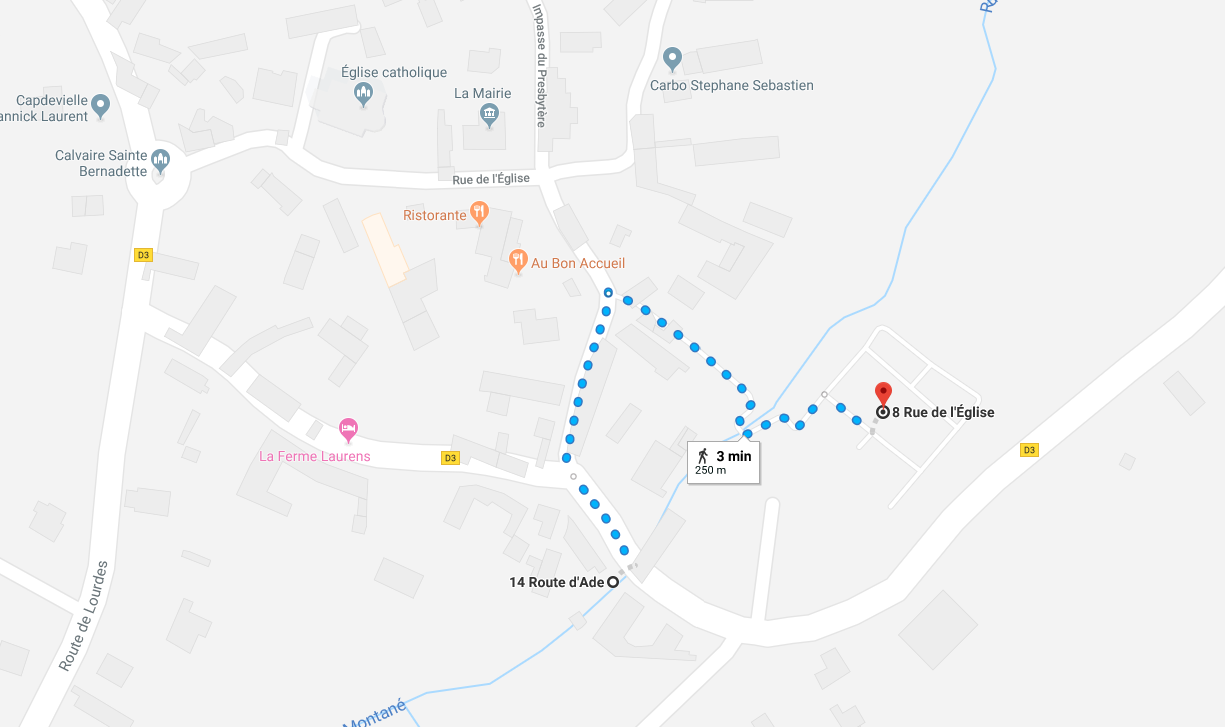 Ru
Impasse du Presbytère
Église catholique
Carbo Stephane Sebastien
La Mairie
Capdevielle
annick Laurent
Calvaire Sainte
Bernadette
Rue de l'Église
Ristorante
D3
Au Bon Accueil
8 Rue de l'Église
La Ferme Laurens
D3
D3
3 min
250 m
14 Route d'Ade
Route de Lourdes
Montané